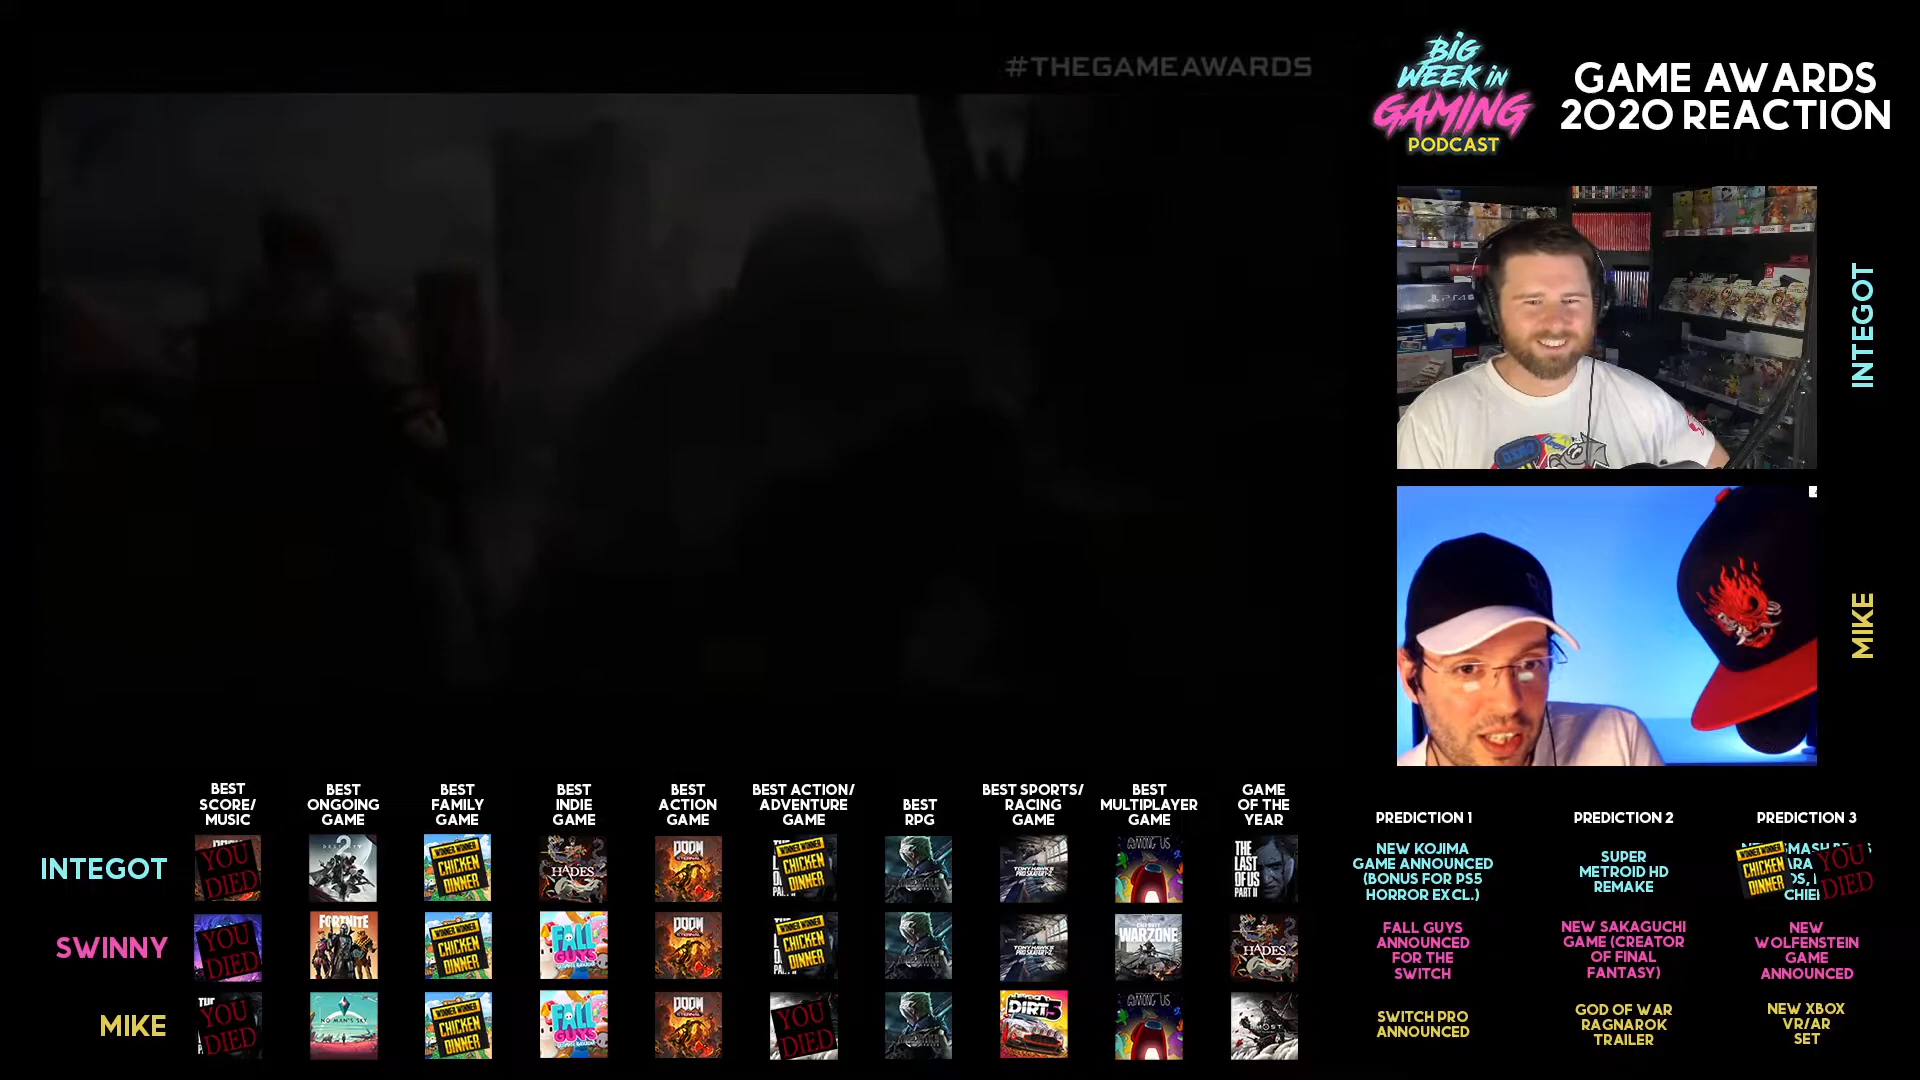 #THEGAMEAWARDS
BIG
WEEK IN
GAMING
PODCAST
GAME AWARDS
2020 REACTION
INTEGOT
MIKE
BEST
SCORE/
MUSIC
BEST
ONGOING
GAME
BEST
FAMILY
GAME
BEST
INDIE
GAME
BEST
ACTION
GAME
BEST ACTION/
ADVENTURE
GAME
BEST
RPG
BEST SPORTS/
RACING
GAME
BEST
MULTIPLAYER
GAME
GAME
OF THE
YEAR
PREDICTION 1
PREDICTION 2
PREDICTION 3
INTEGOT
YOU
DIED
WINNER WINNER
CHICKEN
DINNER
HADES
DOOM
WINNER WINNER
CHICKEN
DINNER
AMONG US
THE
LAST
OF US
PART II
NEW KOJIMA
GAME ANNOUNCED
(BONUS FOR PS5
HORROR EXCL.)
SUPER
METROID HD
REMAKE
WINNER WINNER
CHICKEN
DINNER
YOU
DIED
SWINNY
YOU
DIED
FORTNITE
WINNER WINNER
CHICKEN
DINNER
FALL
GUYS
DOOM
WINNER WINNER
CHICKEN
DINNER
WARZONE
HADES
FALL GUYS
ANNOUNCED
FOR THE
SWITCH
NEW SAKAGUCHI
GAME (CREATOR
OF FINAL
FANTASY)
NEW
WOLFENSTEIN
GAME
ANNOUNCED
MIKE
YOU
DIED
NO MAN'S SKY
WINNER WINNER
CHICKEN
DINNER
FALL
GUYS
DOOM
YOU
DIED
DIRT 5
AMONG US
GHOST
SWITCH PRO
ANNOUNCED
GOD OF WAR
RAGNAROK
TRAILER
NEW XBOX
VR/AR
SET